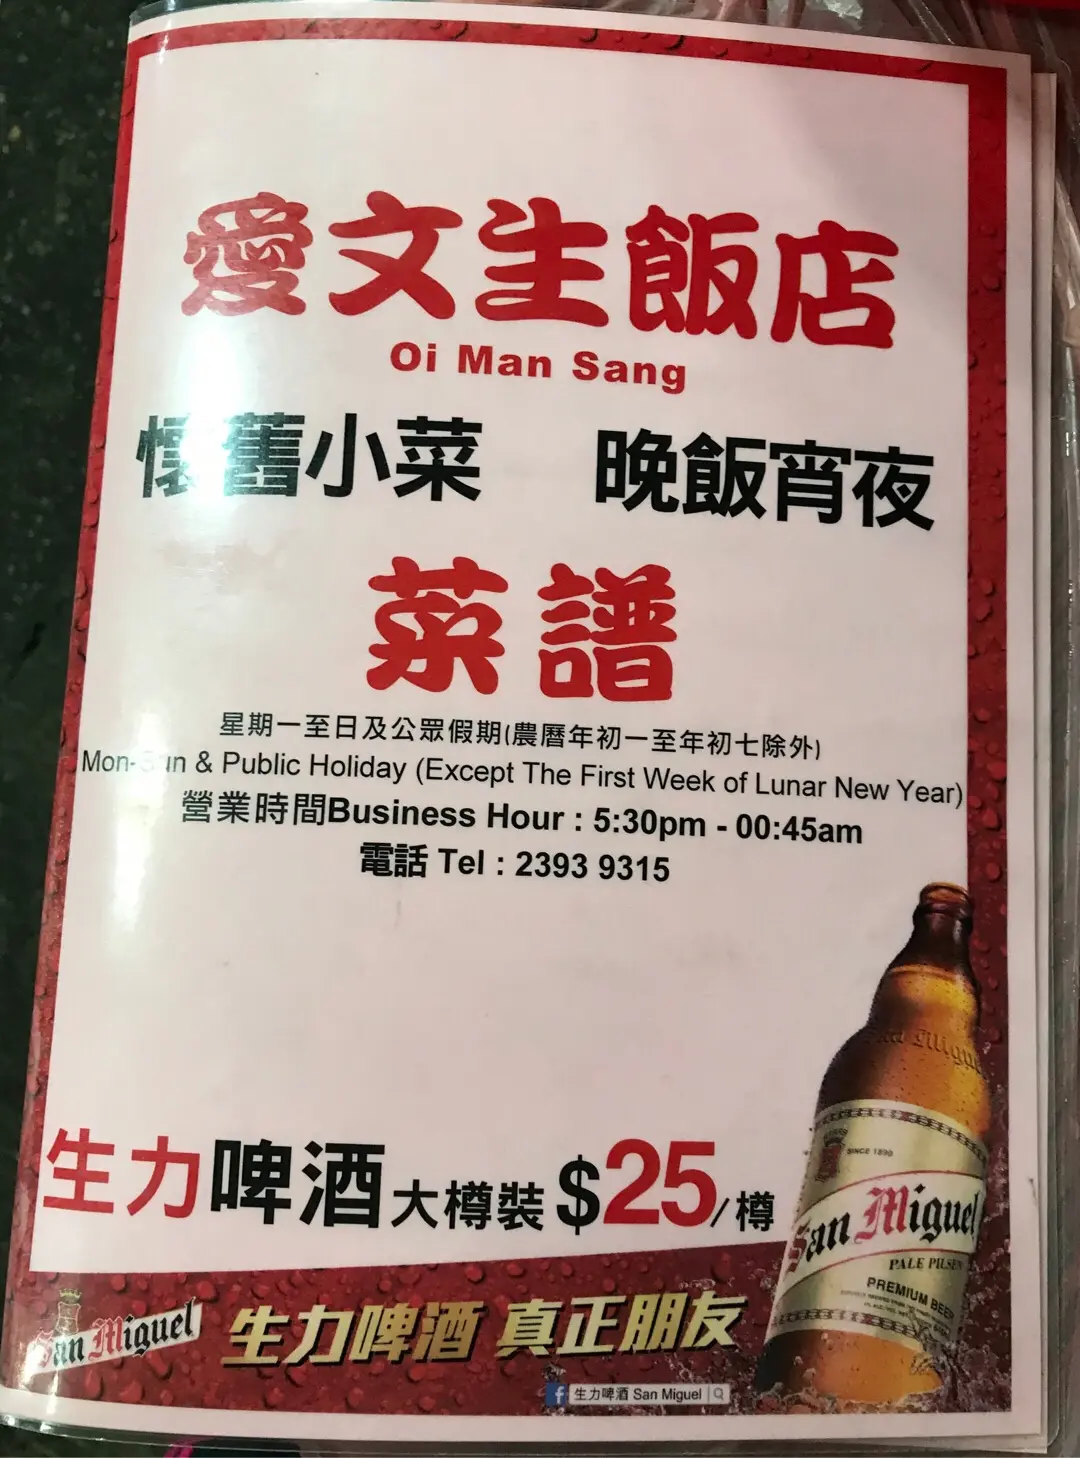 愛文生飯店
Oi Man Sang
懷舊小菜 晚飯宵夜
菜譜
星期一至日及公眾假期(農曆年初一至年初七除外)
Mon-Sun & Public Holiday (Except The First Week of Lunar New Year)
營業時間Business Hour : 5:30pm - 00:45am
電話 Tel : 2393 9315
San Miguel
SINCE 1890
San Miguel
PALE PILSEN
PREMIUM BEER
生力啤酒大樽裝 $25/樽
San Miguel 生力啤酒 真正朋友
f 生力啤酒 San Miguel